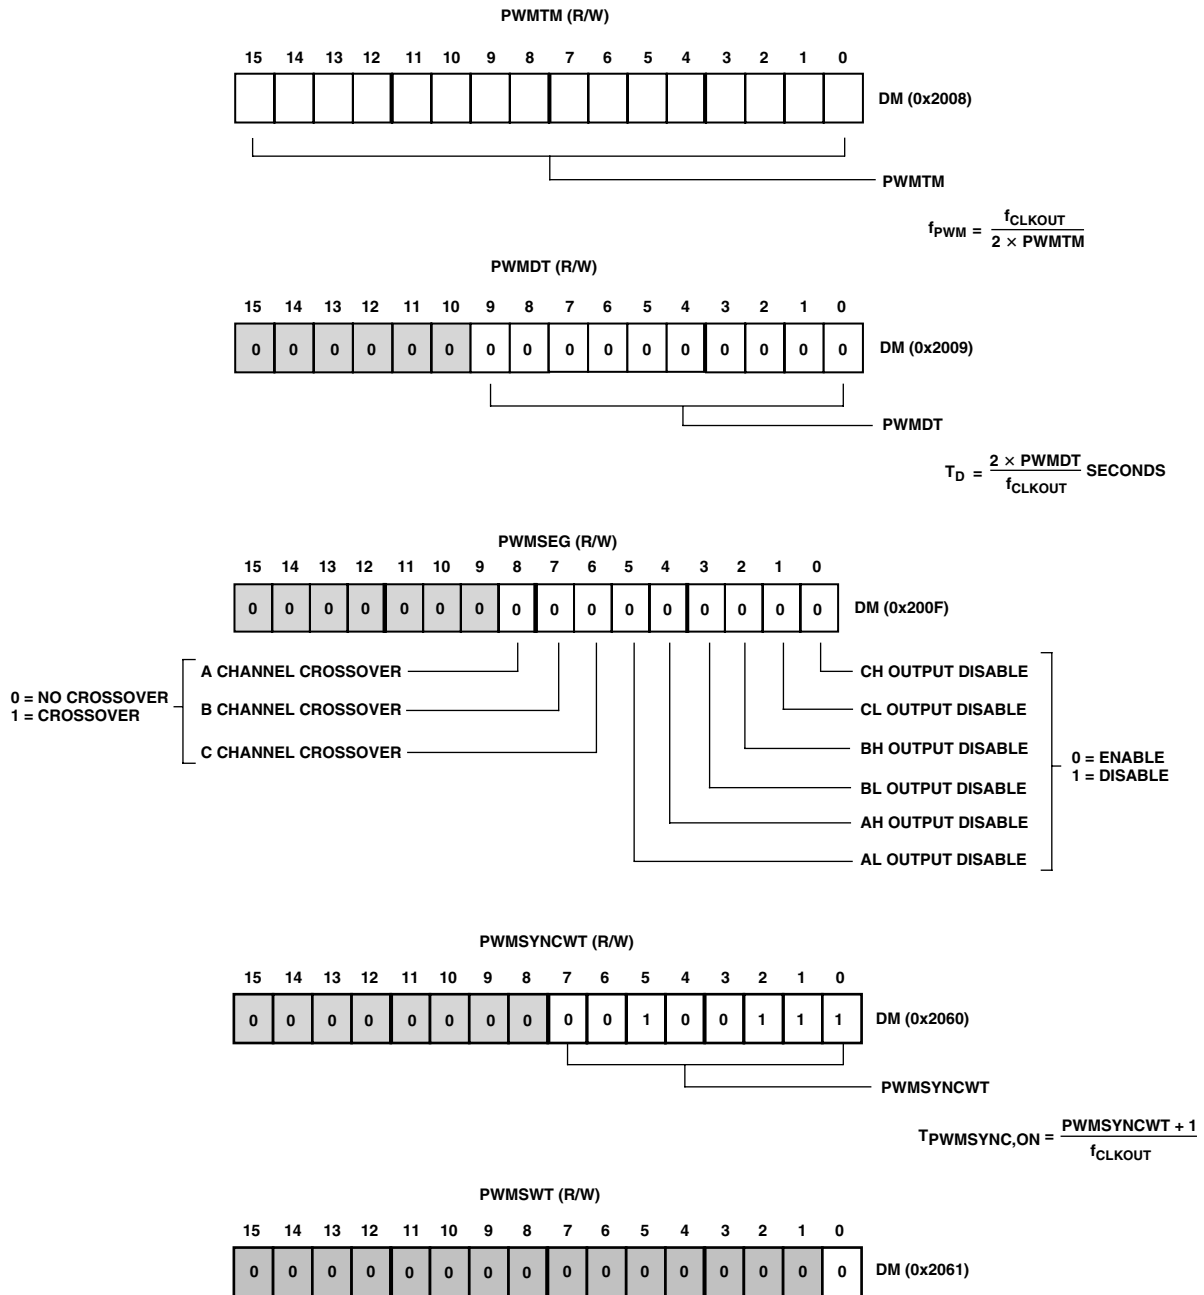 PWMTM (R/W)
15 14 13 12 11 10 9 8 7 6 5 4 3 2 1 0
DM (0x2008)
PWMTM
fPWM = fCLKOUT / 2 × PWMTM
PWMDT (R/W)
15 14 13 12 11 10 9 8 7 6 5 4 3 2 1 0
0 0 0 0 0 0 0 0 0 0 0 0 0 0 0 0 DM (0x2009)
PWMDT
TD = 2 × PWMDT / fCLKOUT SECONDS
PWMSEG (R/W)
15 14 13 12 11 10 9 8 7 6 5 4 3 2 1 0
0 0 0 0 0 0 0 0 0 0 0 0 0 0 0 0 DM (0x200F)
0 = NO CROSSOVER
1 = CROSSOVER
A CHANNEL CROSSOVER
B CHANNEL CROSSOVER
C CHANNEL CROSSOVER
CH OUTPUT DISABLE
CL OUTPUT DISABLE
BH OUTPUT DISABLE
BL OUTPUT DISABLE
AH OUTPUT DISABLE
AL OUTPUT DISABLE
0 = ENABLE
1 = DISABLE
PWMSYNCWT (R/W)
15 14 13 12 11 10 9 8 7 6 5 4 3 2 1 0
0 0 0 0 0 0 0 0 0 0 1 0 0 1 1 1 DM (0x2060)
PWMSYNCWT
TPWMSYNC,ON = PWMSYNCWT + 1 / fCLKOUT
PWMSWT (R/W)
15 14 13 12 11 10 9 8 7 6 5 4 3 2 1 0
0 0 0 0 0 0 0 0 0 0 0 0 0 0 0 0 DM (0x2061)